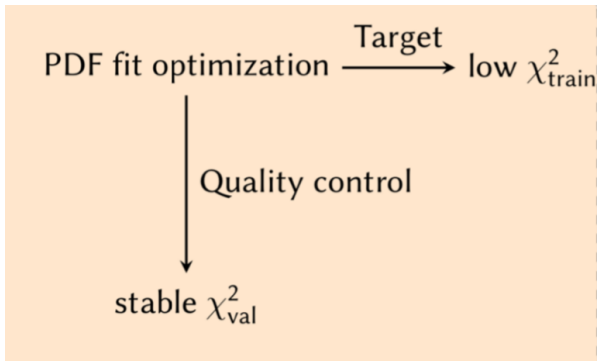 Target
PDF fit optimization
low χ²train
Quality control
stable χ²val